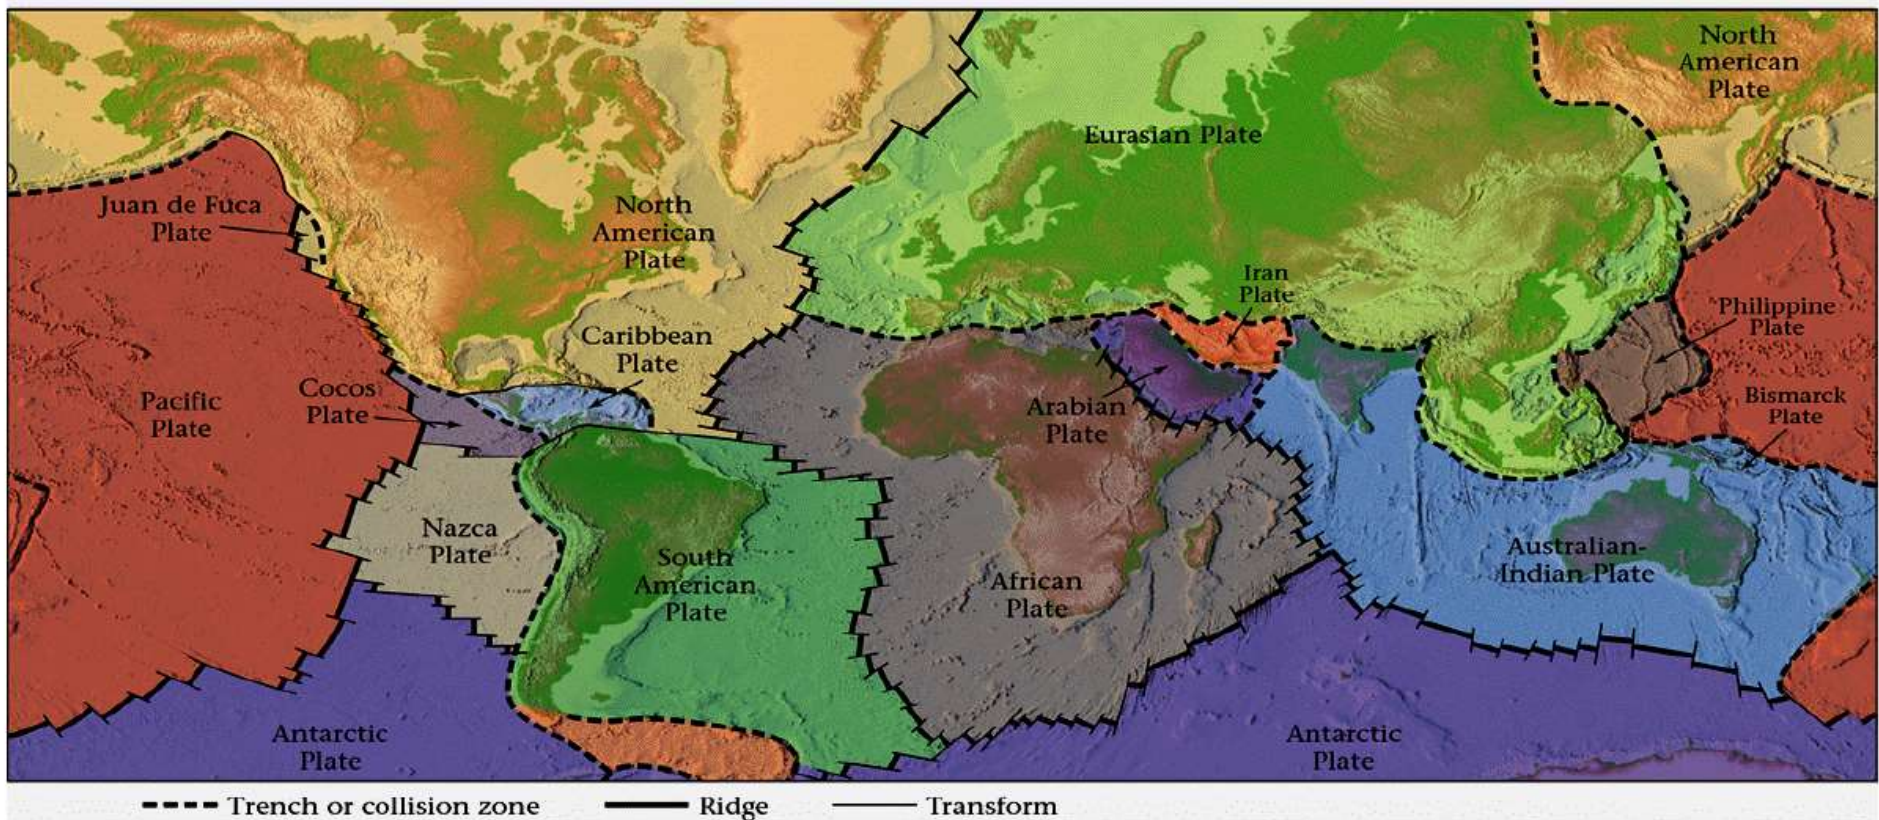 North
American
Plate
Eurasian Plate
Juan de Fuca
Plate
North
American
Plate
Iran
Plate
Philippine
Plate
Caribbean
Plate
Cocos
Plate
Pacific
Plate
Arabian
Plate
Bismarck
Plate
Nazca
Plate
South
American
Plate
African
Plate
Australian-
Indian Plate
Antarctic
Plate
Antarctic
Plate
Trench or collision zone
Ridge
Transform